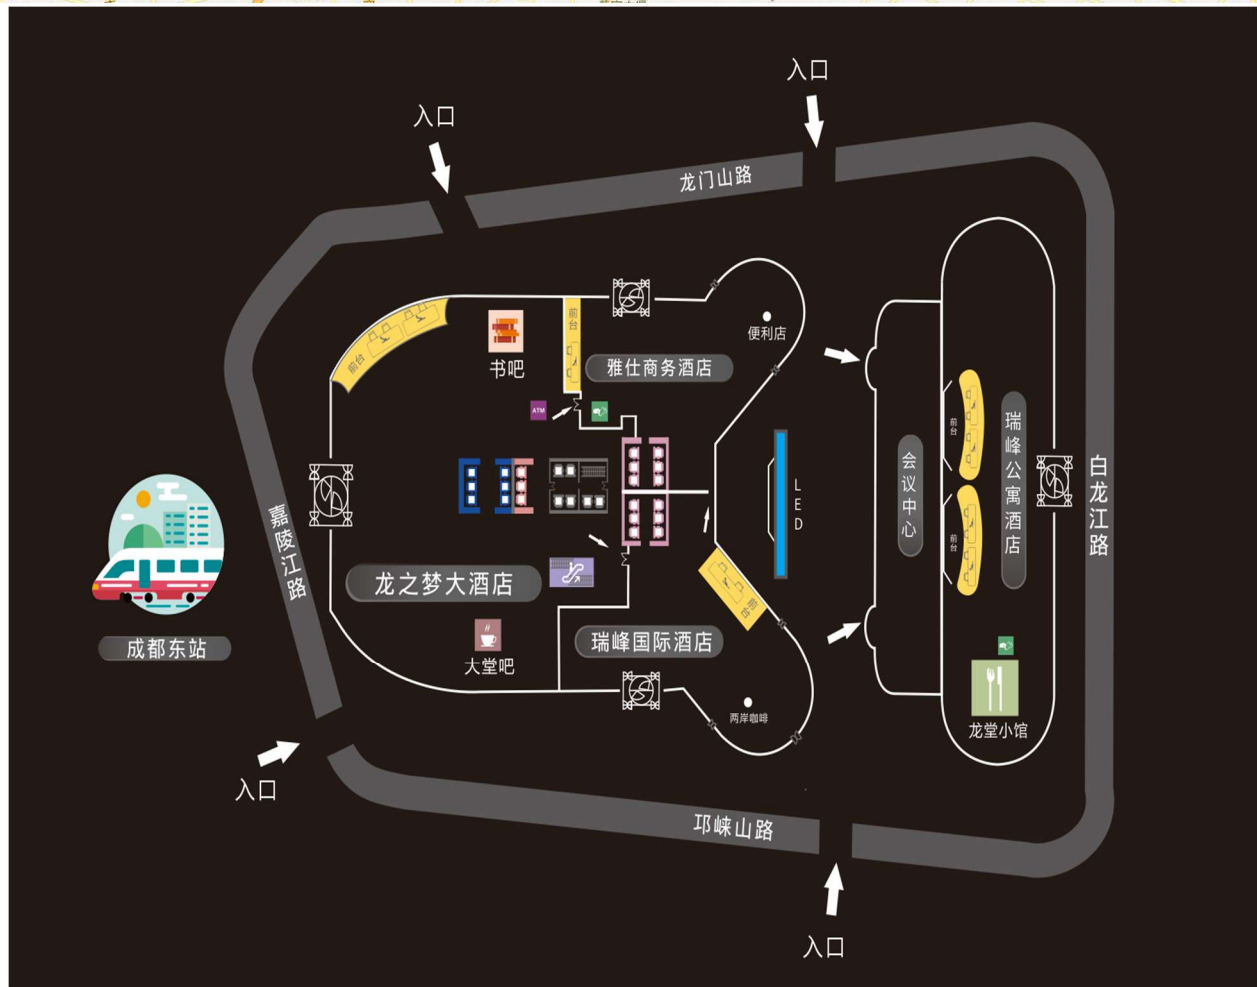 入口
入口
龙门山路
前台
前台
书吧
便利店
雅仕商务酒店
ATM
LED
会议中心
前台
前台
瑞峰公寓酒店
白龙江路
嘉陵江路
龙之梦大酒店
前台
瑞峰国际酒店
大堂吧
成都东站
两岸咖啡
龙堂小馆
入口
邛崃山路
入口